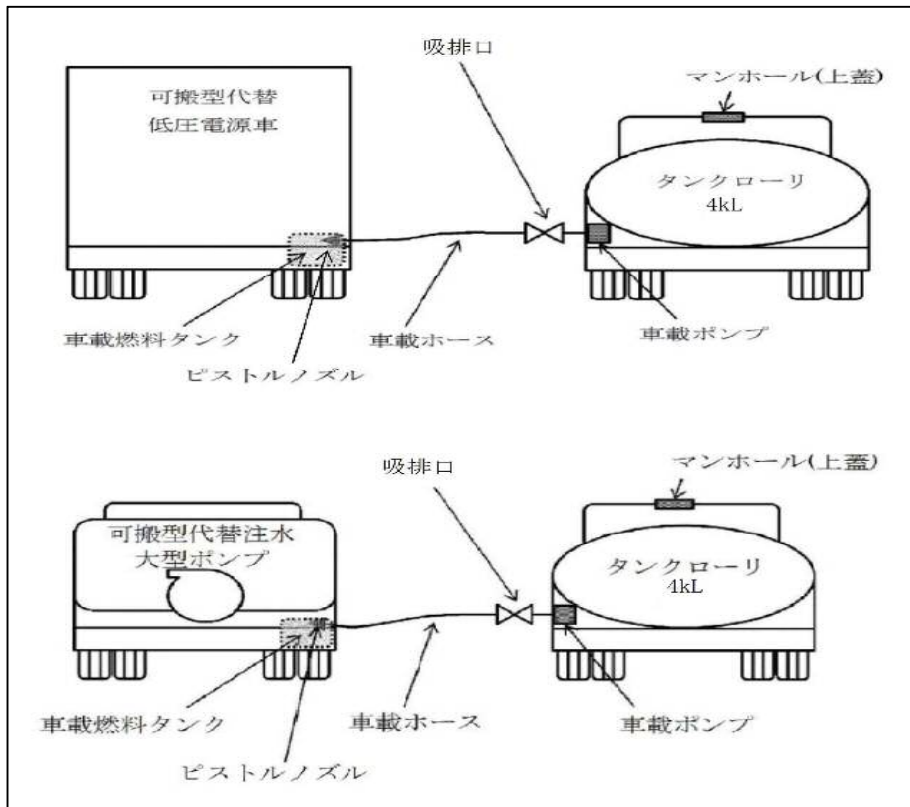 吸排口
マンホール(上蓋)
可搬型代替
低圧電源車
タンクローリ
4kL
車載燃料タンク
車載ホース
車載ポンプ
ピストルノズル
吸排口
マンホール(上蓋)
可搬型代替注水
大型ポンプ
タンクローリ
4kL
車載燃料タンク
車載ホース
車載ポンプ
ピストルノズル